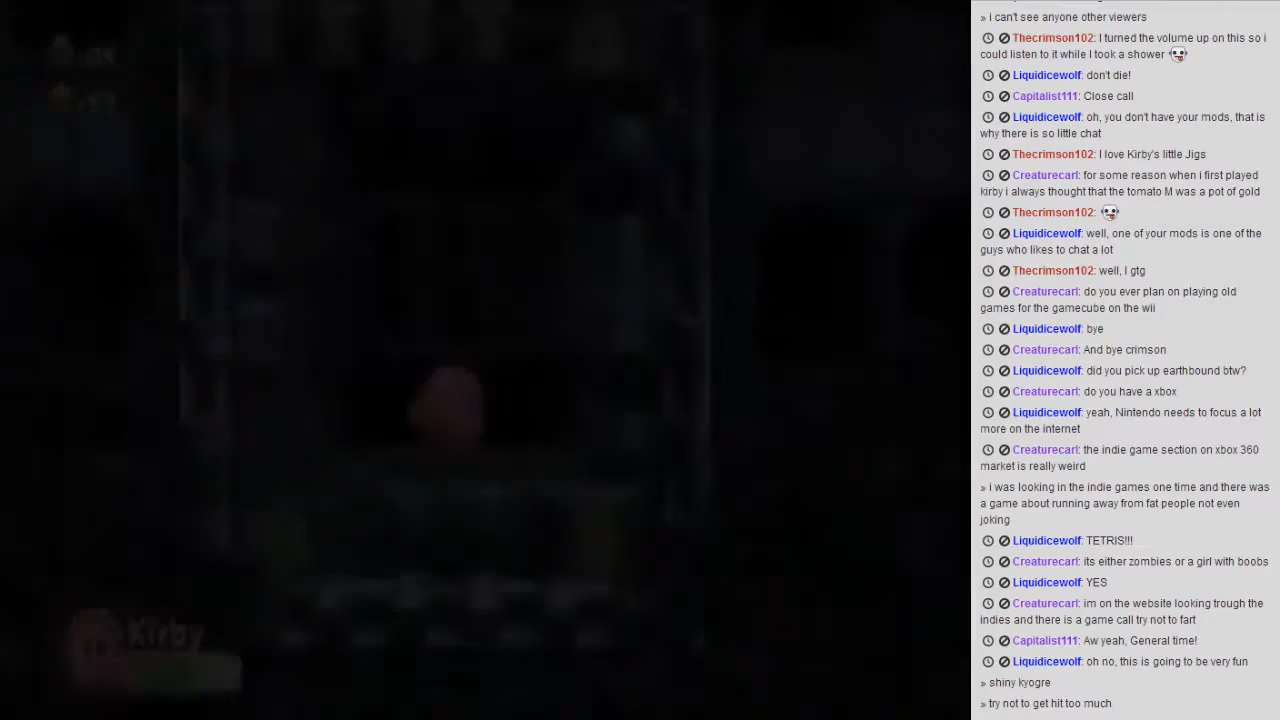 » i can't see anyone other viewers
Thecrimson102: I turned the volume up on this so i
could listen to it while I took a shower
Liquidicewolf: don't die!
Capitalist111: Close call
Liquidicewolf: oh, you don't have your mods, that is
why there is so little chat
Thecrimson102: I love Kirby's little Jigs
Creaturecarl: for some reason when i first played
kirby i always thought that the tomato M was a pot of gold
Thecrimson102:
Liquidicewolf: well, one of your mods is one of the
guys who likes to chat a lot
Thecrimson102: well, I gtg
Creaturecarl: do you ever plan on playing old
games for the gamecube on the wii
Liquidicewolf: bye
Creaturecarl: And bye crimson
Liquidicewolf: did you pick up earthbound btw?
Creaturecarl: do you have a xbox
Liquidicewolf: yeah, Nintendo needs to focus a lot
more on the internet
Creaturecarl: the indie game section on xbox 360
market is really weird
» i was looking in the indie games one time and there was
a game about running away from fat people not even
joking
Liquidicewolf: TETRIS!!!
Creaturecarl: its either zombies or a girl with boobs
Liquidicewolf: YES
Creaturecarl: im on the website looking trough the
indies and there is a game call try not to fart
Capitalist111: Aw yeah, General time!
Liquidicewolf: oh no, this is going to be very fun
» shiny kyogre
» try not to get hit too much
Kirby